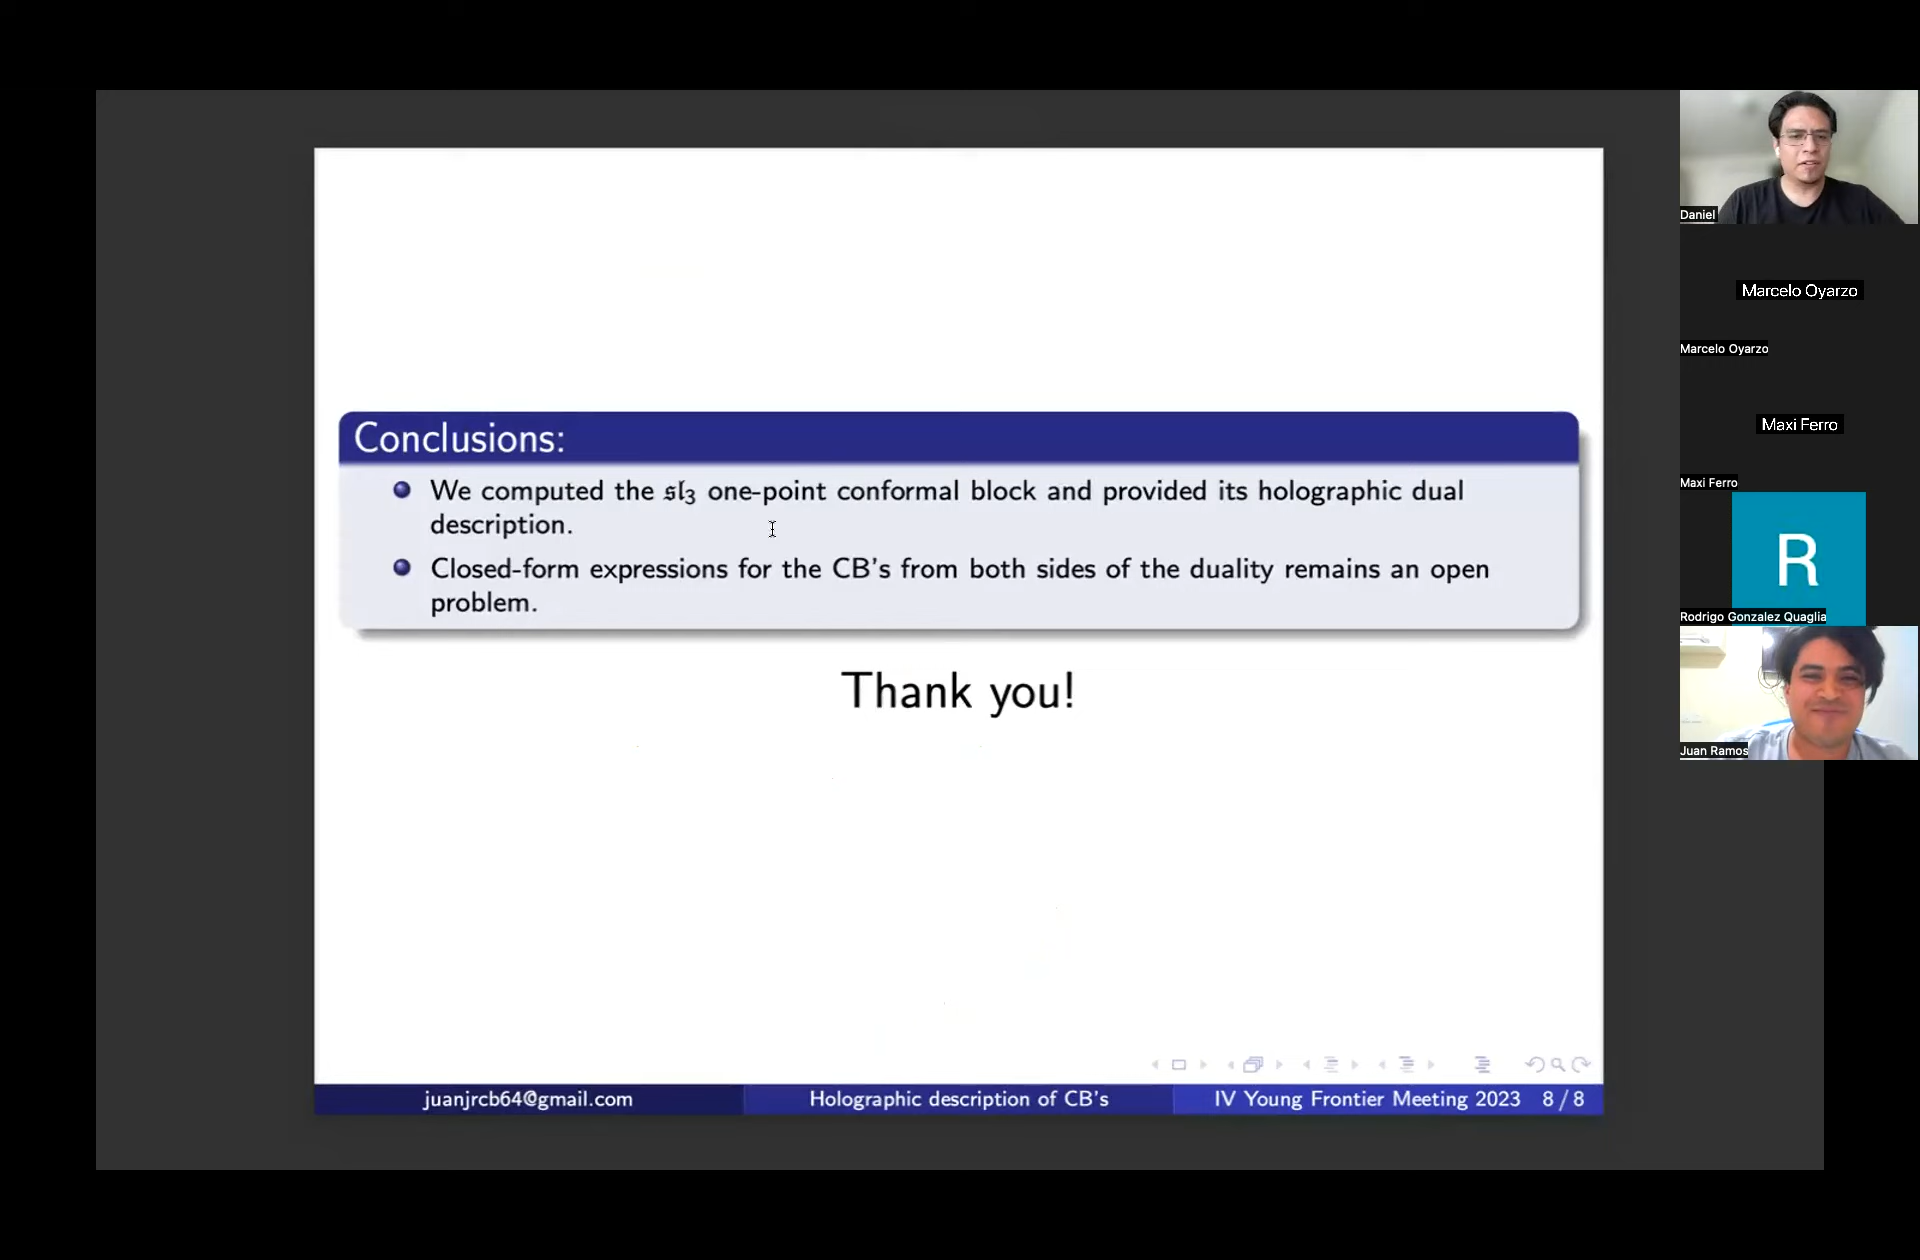 Conclusions:
We computed the 𝔰𝔩₃ one-point conformal block and provided its holographic dual
description.
Closed-form expressions for the CB's from both sides of the duality remains an open
problem.
Thank you!
juanjrcb64@gmail.com
Holographic description of CB's
IV Young Frontier Meeting 2023 8 / 8
Daniel
Marcelo Oyarzo
Marcelo Oyarzo
Maxi Ferro
Maxi Ferro
R
Rodrigo Gonzalez Quaglia
Juan Ramos